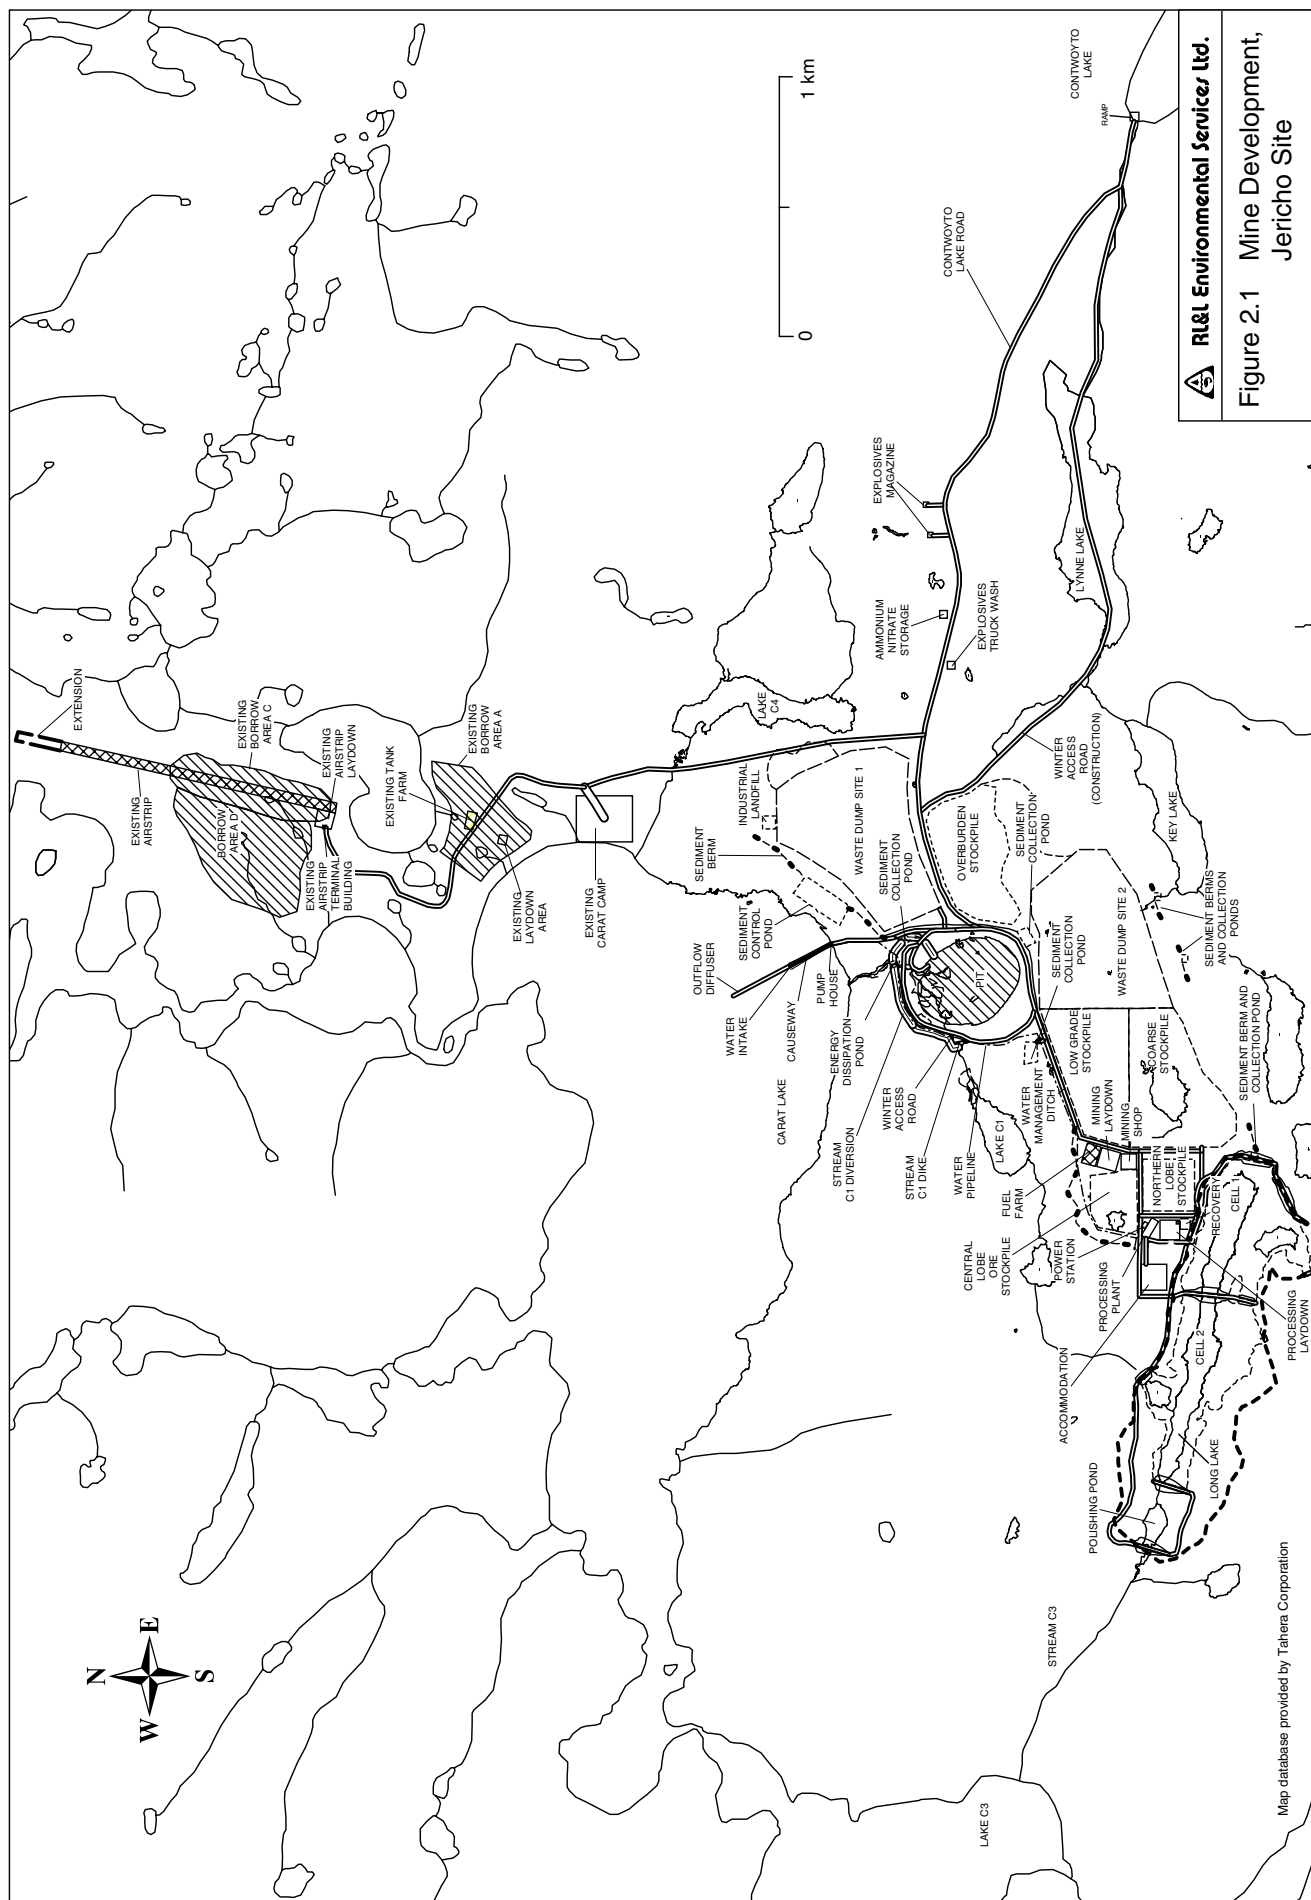 N
W
E
S
EXTENSION
EXISTING
AIRSTRIP
EXISTING
BORROW
AREA C
BORROW
AREA D
EXISTING
AIRSTRIP
LAYDOWN
EXISTING
AIRSTRIP
TERMINAL
BUILDING
EXISTING TANK
FARM
EXISTING
BORROW
AREA A
EXISTING
LAYDOWN
AREA
EXISTING
CARAT CAMP
0
1 km
CONTWOYTO
LAKE
RAMP
CONTWOYTO
LAKE ROAD
EXPLOSIVES
MAGAZINE
AMMONIUM
NITRATE
STORAGE
EXPLOSIVES
TRUCK WASH
LYNNE LAKE
LAKE
C4
INDUSTRIAL
LANDFILL
SEDIMENT
BERM
SEDIMENT
CONTROL
POND
WASTE DUMP SITE 1
SEDIMENT
COLLECTION
POND
OVERBURDEN
STOCKPILE
SEDIMENT
COLLECTION
POND
WINTER
ACCESS
ROAD
(CONSTRUCTION)
KEY LAKE
OUTFLOW
DIFFUSER
WATER
INTAKE
CAUSEWAY
PUMP
HOUSE
ENERGY
DISSIPATION
POND
CARAT LAKE
STREAM
C1 DIVERSION
WINTER
ACCESS
ROAD
STREAM
C1 DIKE
WATER
PIPELINE
PIT
LAKE C1
WATER
MANAGEMENT
DITCH
SEDIMENT
COLLECTION
POND
WASTE DUMP SITE 2
SEDIMENT BERMS
AND COLLECTION
PONDS
LOW GRADE
STOCKPILE
COARSE
STOCKPILE
SEDIMENT BERM AND
COLLECTION POND
MINING
LAYDOWN
MINING
SHOP
FUEL
FARM
NORTHERN
LOBE
STOCKPILE
CENTRAL
LOBE
ORE
STOCKPILE
POWER
STATION
RECOVERY
CELL 1
PROCESSING
PLANT
PROCESSING
LAYDOWN
ACCOMMODATION
CELL 2
LONG LAKE
POLISHING POND
STREAM C3
LAKE C3
Map database provided by Tahera Corporation
RL&L Environmental Services Ltd.
Figure 2.1 Mine Development,
Jericho Site